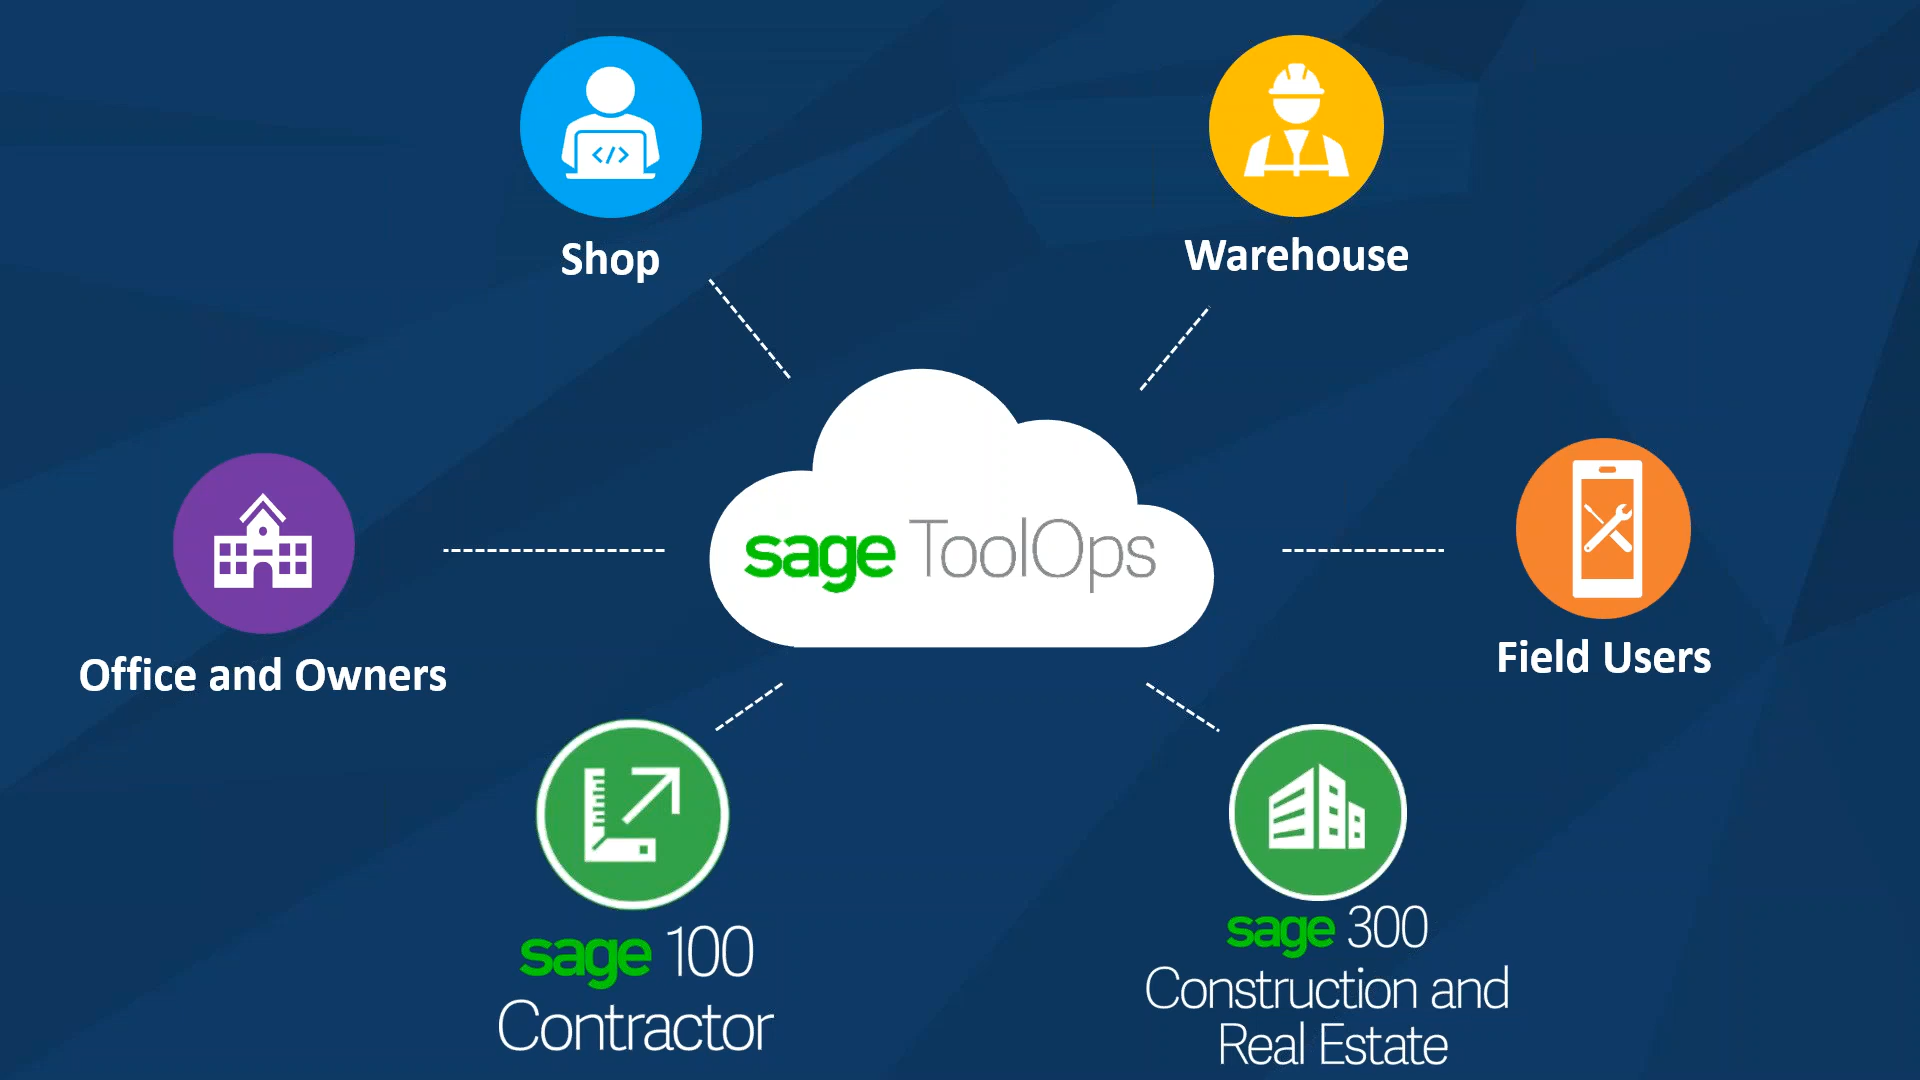 </>
Shop
Warehouse
sage ToolOps
Office and Owners
Field Users
sage 100
Contractor
sage 300
Construction and
Real Estate